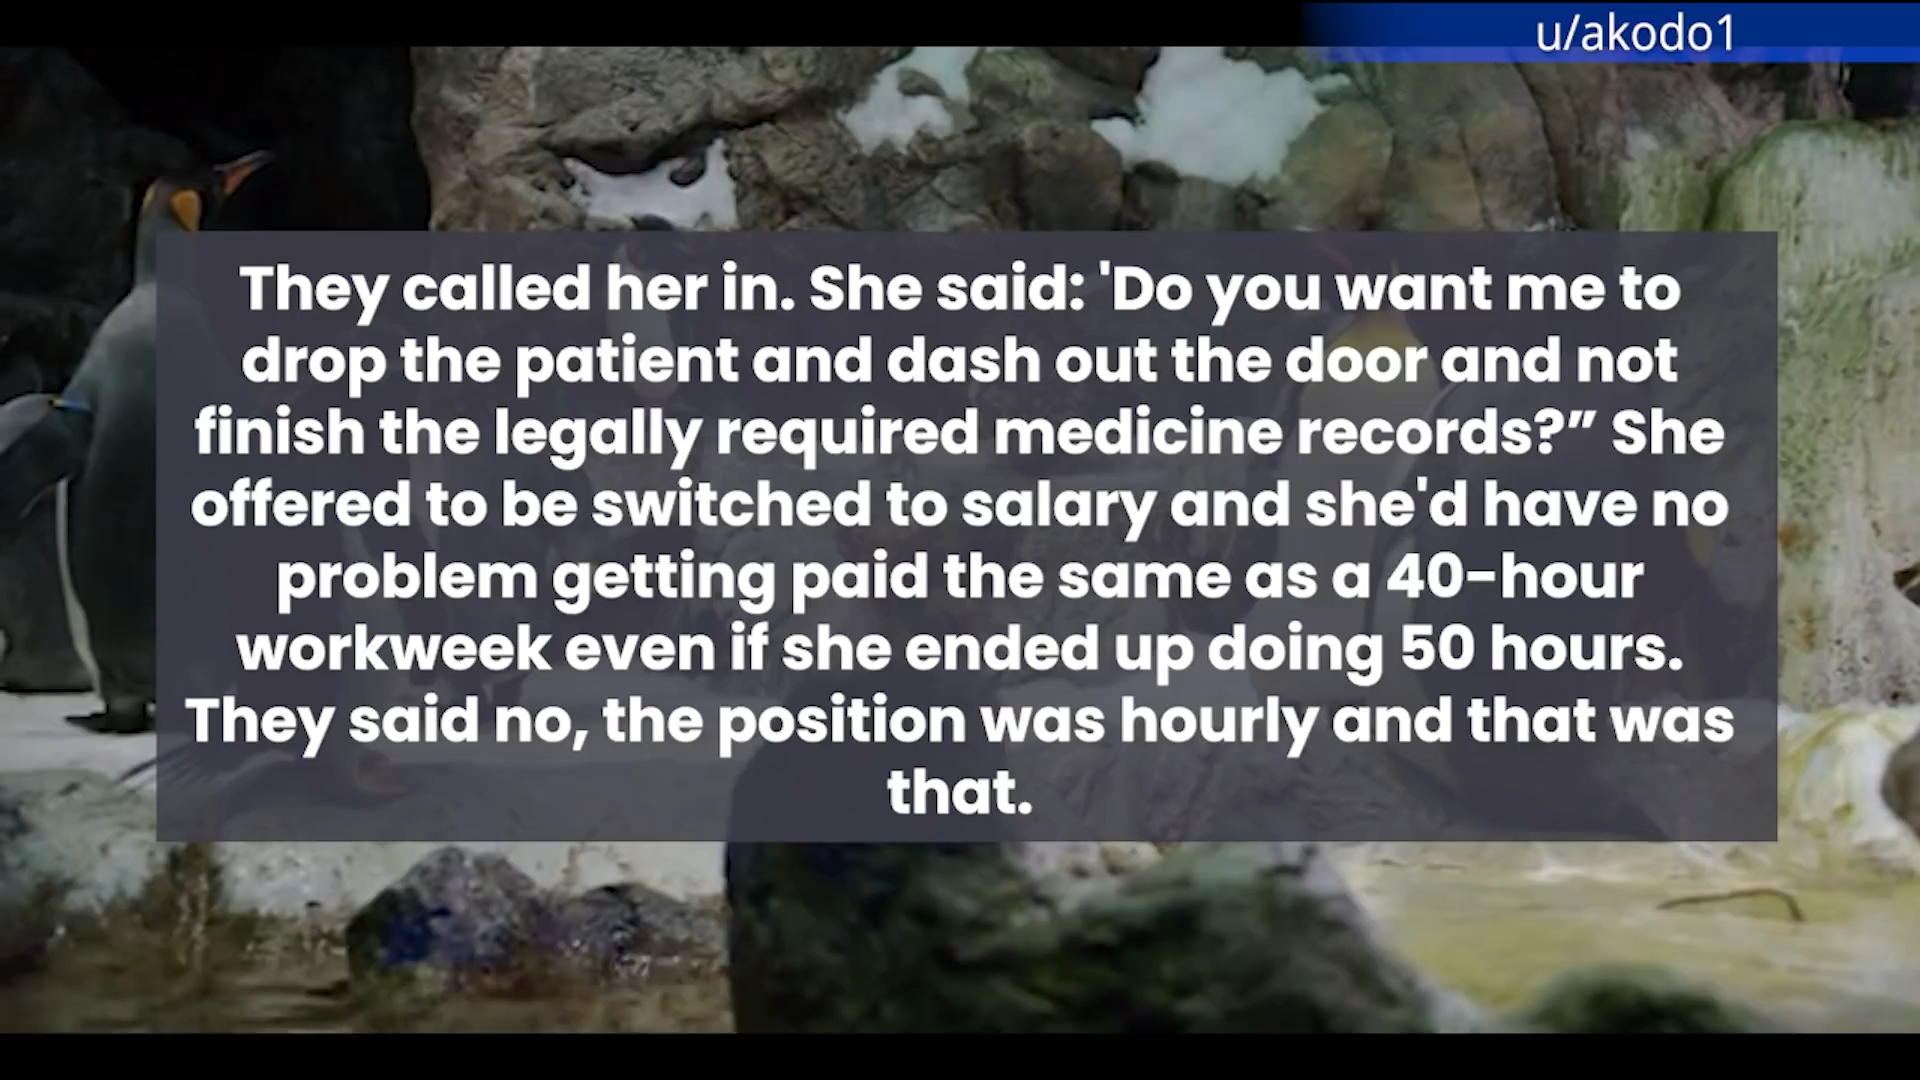 u/akodo1
They called her in. She said: 'Do you want me to
drop the patient and dash out the door and not
finish the legally required medicine records?” She
offered to be switched to salary and she'd have no
problem getting paid the same as a 40-hour
workweek even if she ended up doing 50 hours.
They said no, the position was hourly and that was
that.